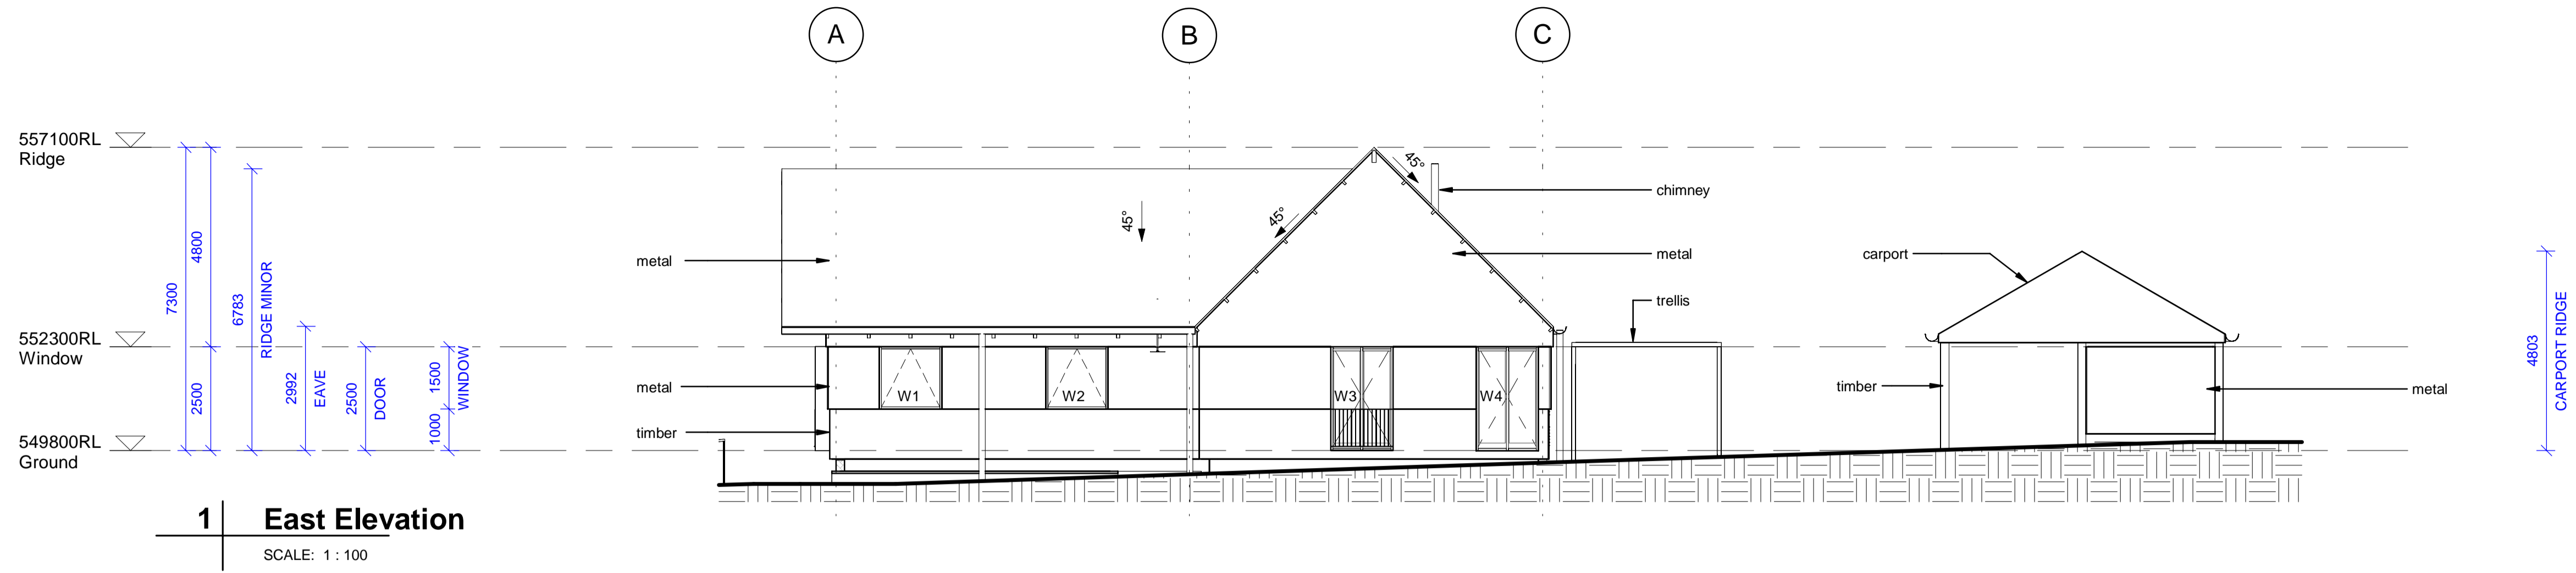 A
B
C
557100RL
Ridge
552300RL
Window
549800RL
Ground
7300
4800
2500
6783
RIDGE MINOR
2992
EAVE
2500
DOOR
1500
1000
WINDOW
metal
metal
timber
45°
45°
45°
chimney
metal
trellis
W1
W2
W3
W4
carport
timber
metal
4803
CARPORT RIDGE
1
East Elevation
SCALE: 1 : 100